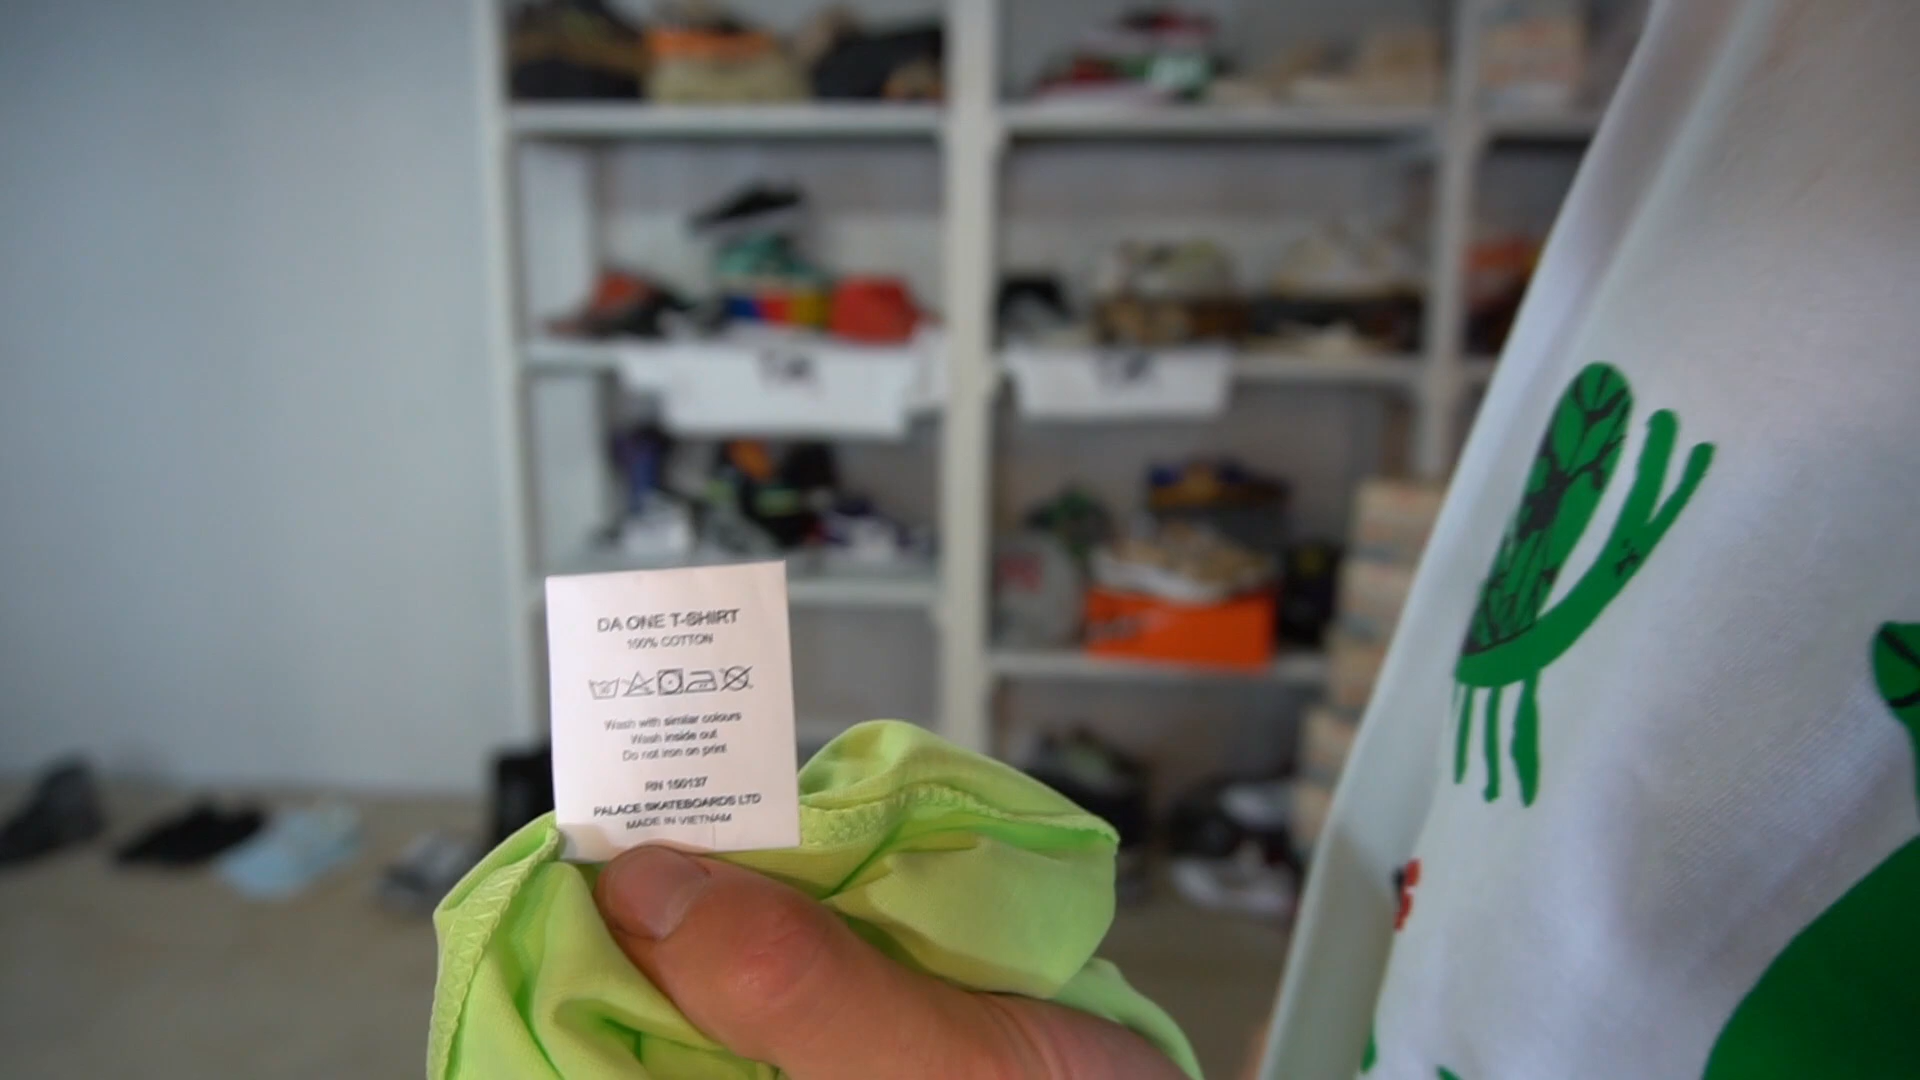 DA ONE T-SHIRT
100% COTTON
Wash with similar colours
Wash inside out
Do not iron on print
RN 150137
PALACE SKATEBOARDS LTD
MADE IN VIETNAM